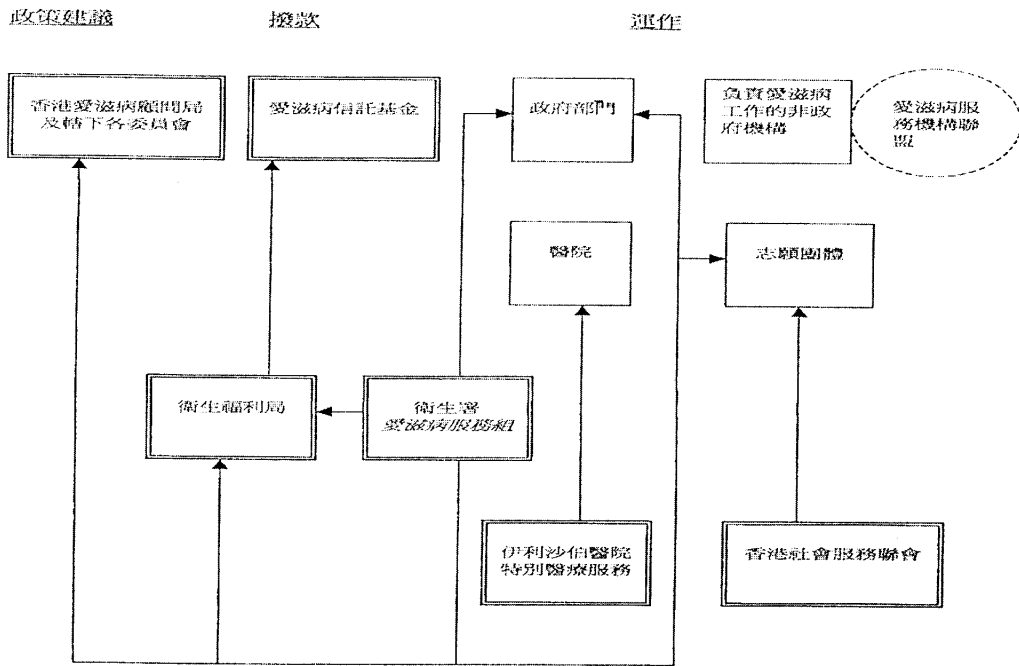 政策建議
撥款
運作
香港愛滋病顧問局
及轄下各委員會
愛滋病信託基金
政府部門
負責愛滋病
工作的非政
府機構
愛滋病服
務機構聯
盟
醫院
志願團體
衛生福利局
衛生署
愛滋病服務組
伊利沙伯醫院
特別醫療服務
香港社會服務聯會